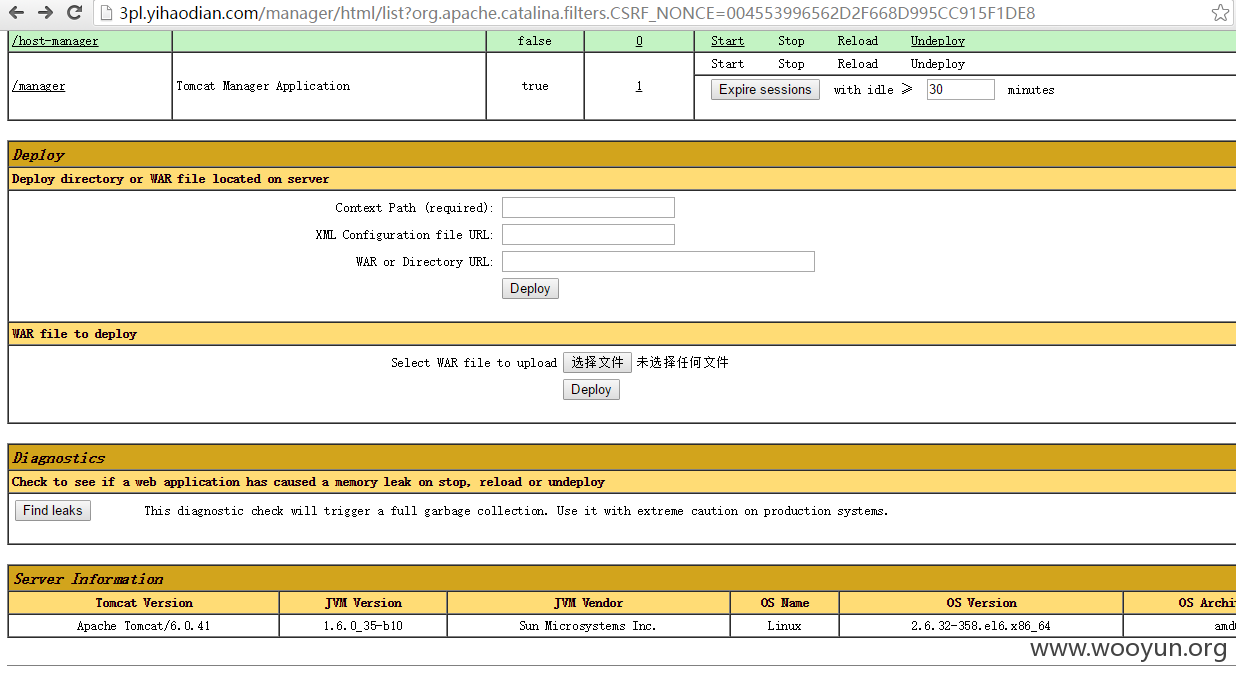 3pl.yihaodian.com/manager/html/list?org.apache.catalina.filters.CSRF_NONCE=004553996562D2F668D995CC915F1DE8
/host-manager false 0 Start Stop Reload Undeploy
Start Stop Reload Undeploy
/manager Tomcat Manager Application true 1
Expire sessions with idle ≥ 30 minutes
Deploy
Deploy directory or WAR file located on server
Context Path (required):
XML Configuration file URL:
WAR or Directory URL:
Deploy
WAR file to deploy
Select WAR file to upload 选择文件 未选择任何文件
Deploy
Diagnostics
Check to see if a web application has caused a memory leak on stop, reload or undeploy
Find leaks This diagnostic check will trigger a full garbage collection. Use it with extreme caution on production systems.
Server Information
Tomcat Version JVM Version JVM Vendor OS Name OS Version OS
Apache Tomcat/6.0.41 1.6.0_35-b10 Sun Microsystems Inc. Linux 2.6.32-358.el6.x86_64
www.wooyun.org